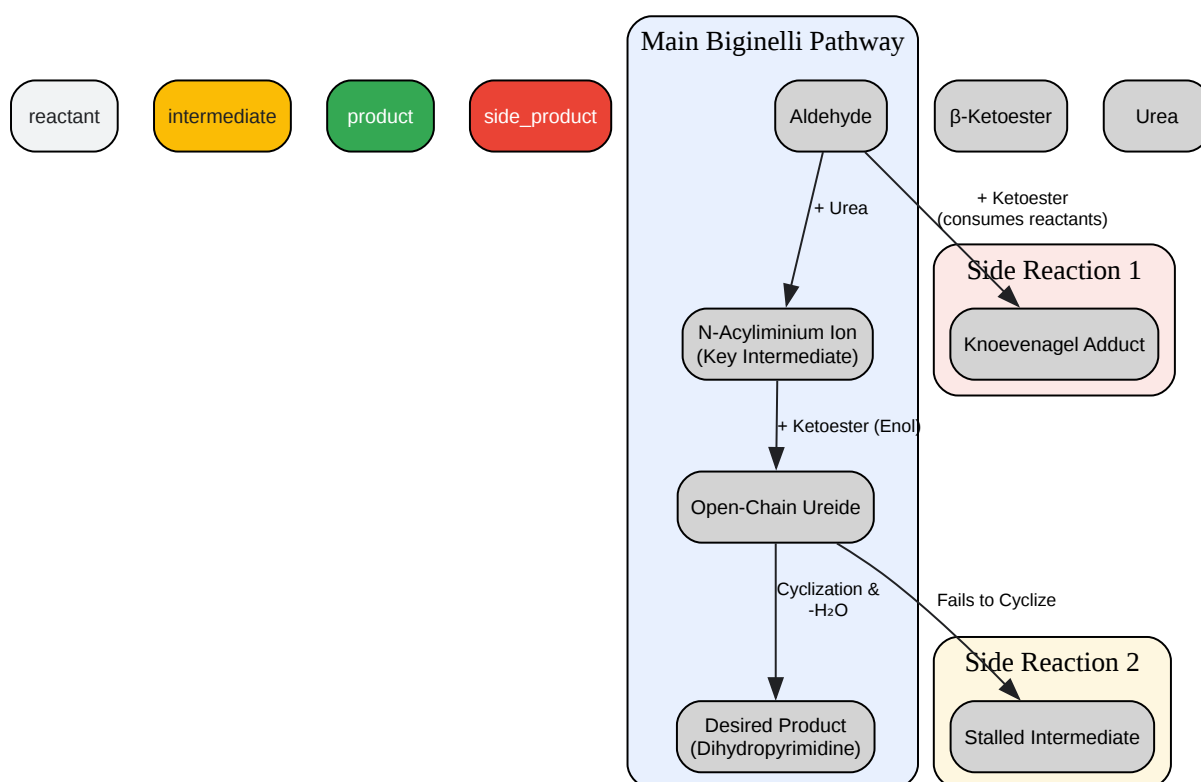 Main Biginelli Pathway
reactant
intermediate
product
side_product
Aldehyde
β-Ketoester
Urea
+ Urea
+ Ketoester
(consumes reactants)
Side Reaction 1
N-Acyliminium Ion
(Key Intermediate)
Knoevenagel Adduct
+ Ketoester (Enol)
Open-Chain Ureide
Cyclization &
-H₂O
Fails to Cyclize
Side Reaction 2
Desired Product
(Dihydropyrimidine)
Stalled Intermediate